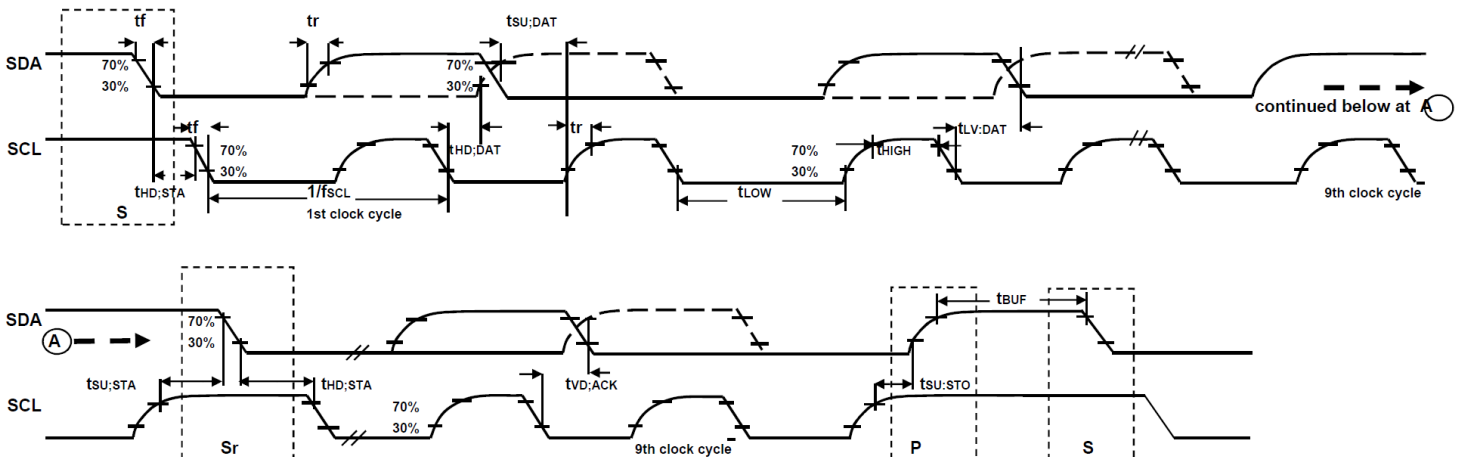 tf
tr
tSU;DAT
SDA
70%
30%
70%
30%
continued below at A
tf
tr
tLV:DAT
SCL
70%
30%
tHD;DAT
70%
30%
tHIGH
tHD;STA
1/fSCL
tLOW
S
1st clock cycle
9th clock cycle
tBUF
SDA
70%
30%
A
tSU;STA
tHD;STA
tVD;ACK
tSU:STO
SCL
70%
30%
Sr
9th clock cycle
P
S